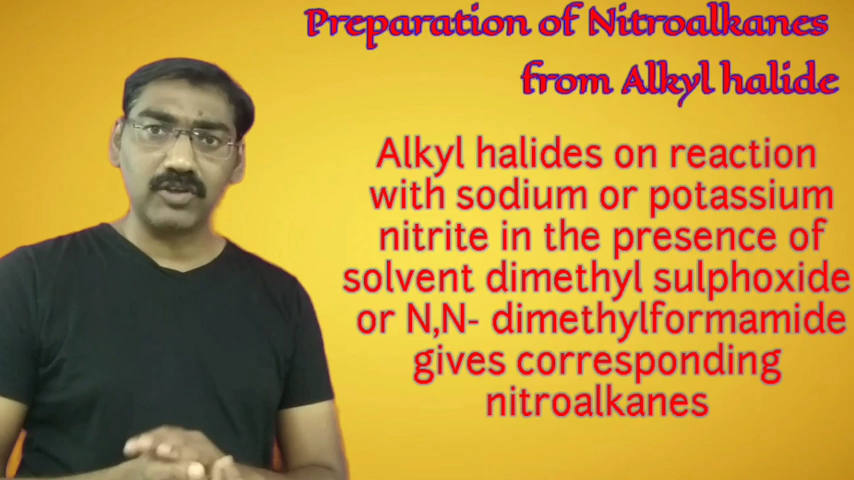 Preparation of Nitroalkanes
from Alkyl halide
Alkyl halides on reaction
with sodium or potassium
nitrite in the presence of
solvent dimethyl sulphoxide
or N,N- dimethylformamide
gives corresponding
nitroalkanes